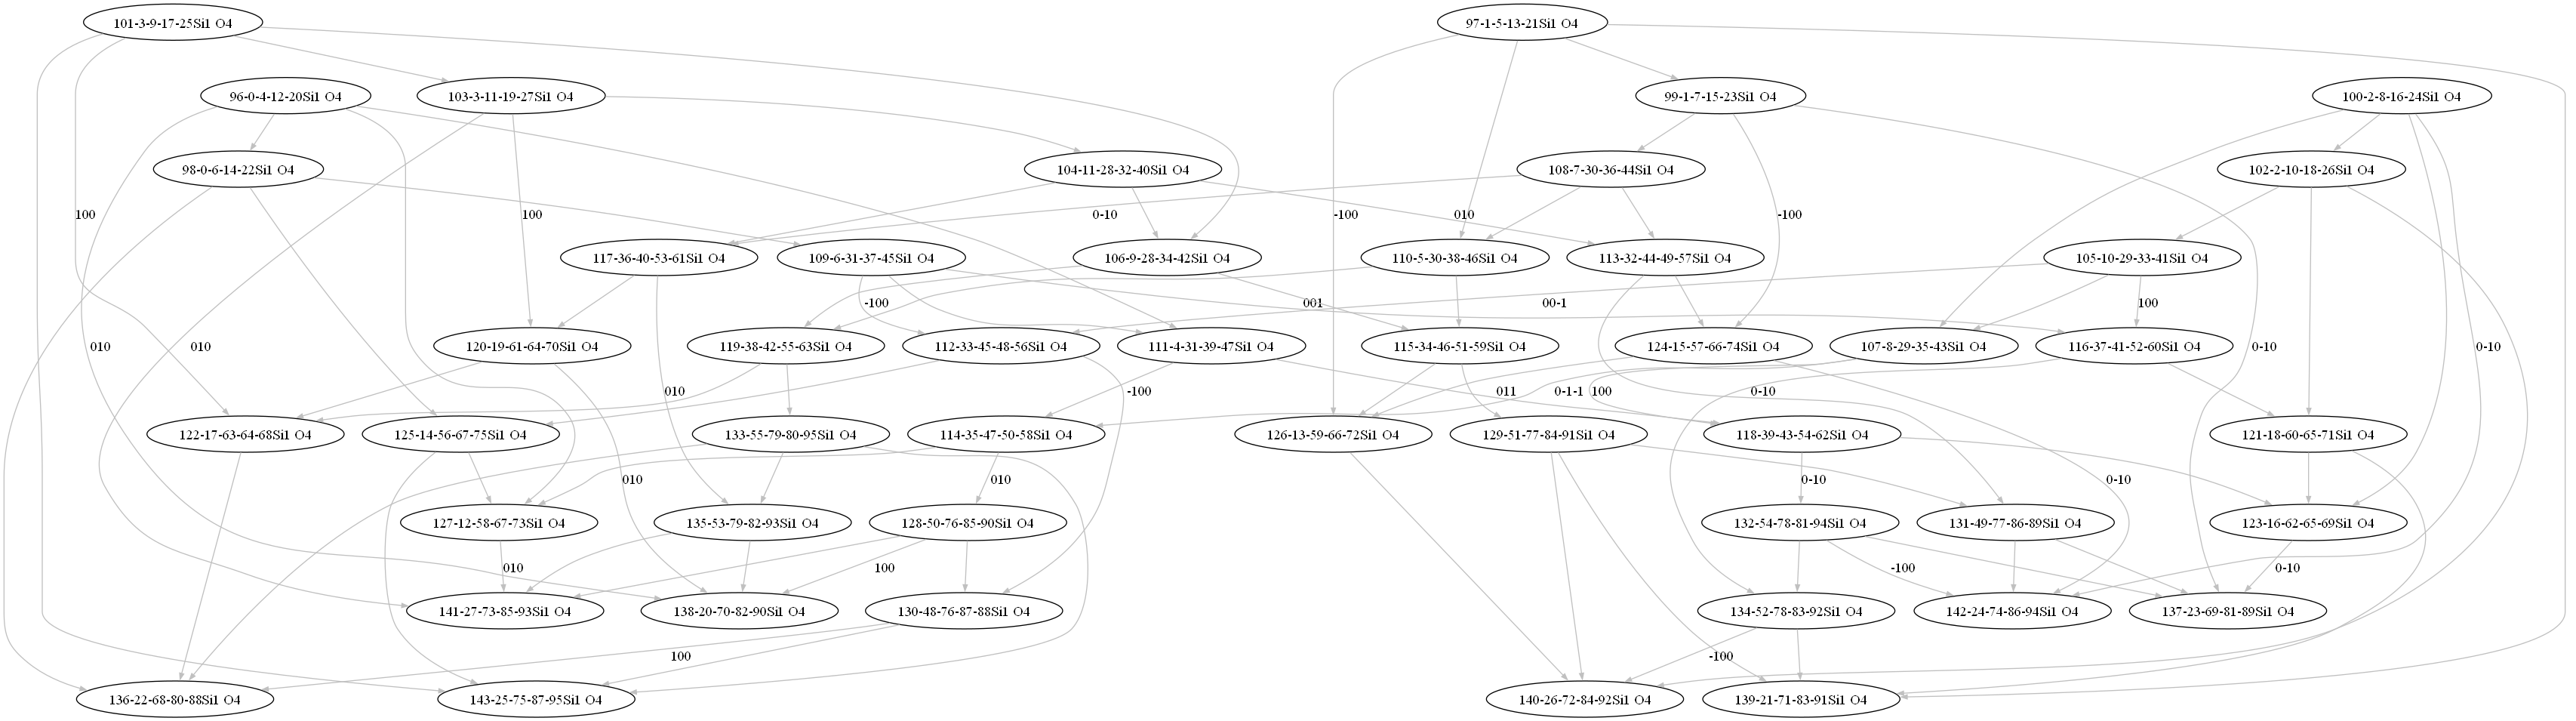 101-3-9-17-25Si1 O4
97-1-5-13-21Si1 O4
96-0-4-12-20Si1 O4
103-3-11-19-27Si1 O4
99-1-7-15-23Si1 O4
100-2-8-16-24Si1 O4
98-0-6-14-22Si1 O4
104-11-28-32-40Si1 O4
108-7-30-36-44Si1 O4
102-2-10-18-26Si1 O4
100
100
0-10
-100
010
-100
117-36-40-53-61Si1 O4
109-6-31-37-45Si1 O4
106-9-28-34-42Si1 O4
110-5-30-38-46Si1 O4
113-32-44-49-57Si1 O4
105-10-29-33-41Si1 O4
-100
001
00-1
100
010
010
120-19-61-64-70Si1 O4
119-38-42-55-63Si1 O4
112-33-45-48-56Si1 O4
111-4-31-39-47Si1 O4
115-34-46-51-59Si1 O4
124-15-57-66-74Si1 O4
107-8-29-35-43Si1 O4
116-37-41-52-60Si1 O4
0-10
0-10
010
-100
011
0-1-1
100
0-10
122-17-63-64-68Si1 O4
125-14-56-67-75Si1 O4
133-55-79-80-95Si1 O4
114-35-47-50-58Si1 O4
126-13-59-66-72Si1 O4
129-51-77-84-91Si1 O4
118-39-43-54-62Si1 O4
121-18-60-65-71Si1 O4
010
010
0-10
0-10
127-12-58-67-73Si1 O4
135-53-79-82-93Si1 O4
128-50-76-85-90Si1 O4
132-54-78-81-94Si1 O4
131-49-77-86-89Si1 O4
123-16-62-65-69Si1 O4
010
100
-100
0-10
141-27-73-85-93Si1 O4
138-20-70-82-90Si1 O4
130-48-76-87-88Si1 O4
134-52-78-83-92Si1 O4
142-24-74-86-94Si1 O4
137-23-69-81-89Si1 O4
100
-100
136-22-68-80-88Si1 O4
143-25-75-87-95Si1 O4
140-26-72-84-92Si1 O4
139-21-71-83-91Si1 O4